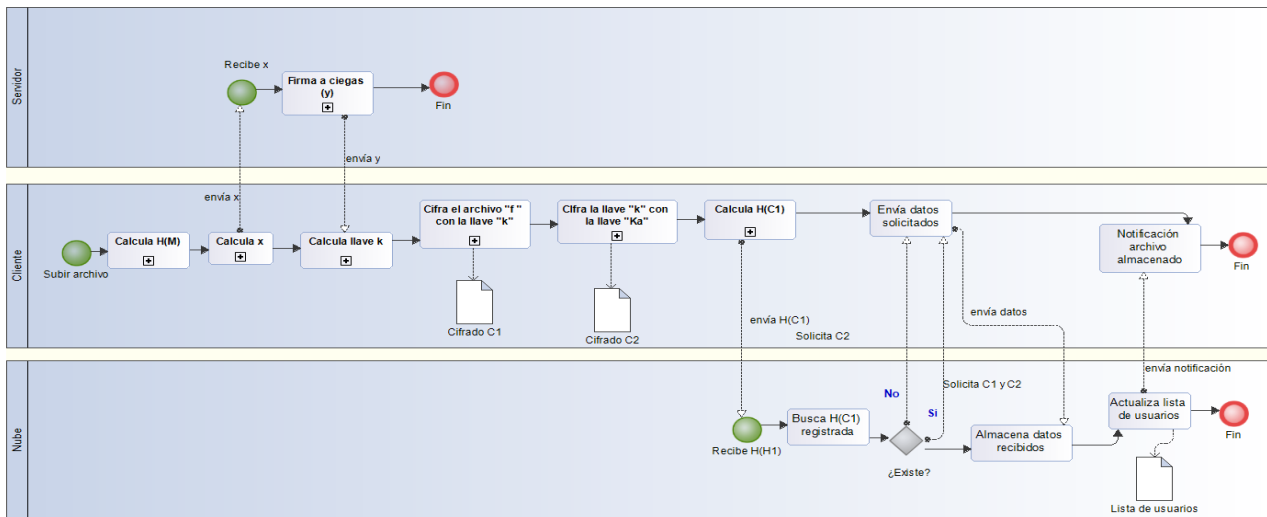 Servidor
Recibe x
Firma a ciegas
(y)
Fin
envía y
envía x
Cliente
Subir archivo
Calcula H(M)
Calcula x
Calcula llave k
Cifra el archivo "f "
con la llave "k"
CIfra la llave "k" con
la llave "Ka"
Calcula H(C1)
Envía datos
solicitados
Notificación
archivo
almacenado
Fin
Cifrado C1
Cifrado C2
envía H(C1)
Solicita C2
envía datos
Nube
envía notificación
Solicita C1 y C2
No
Si
Recibe H(H1)
Busca H(C1)
registrada
¿Existe?
Almacena datos
recibidos
Actualiza lista
de usuarios
Fin
Lista de usuarios